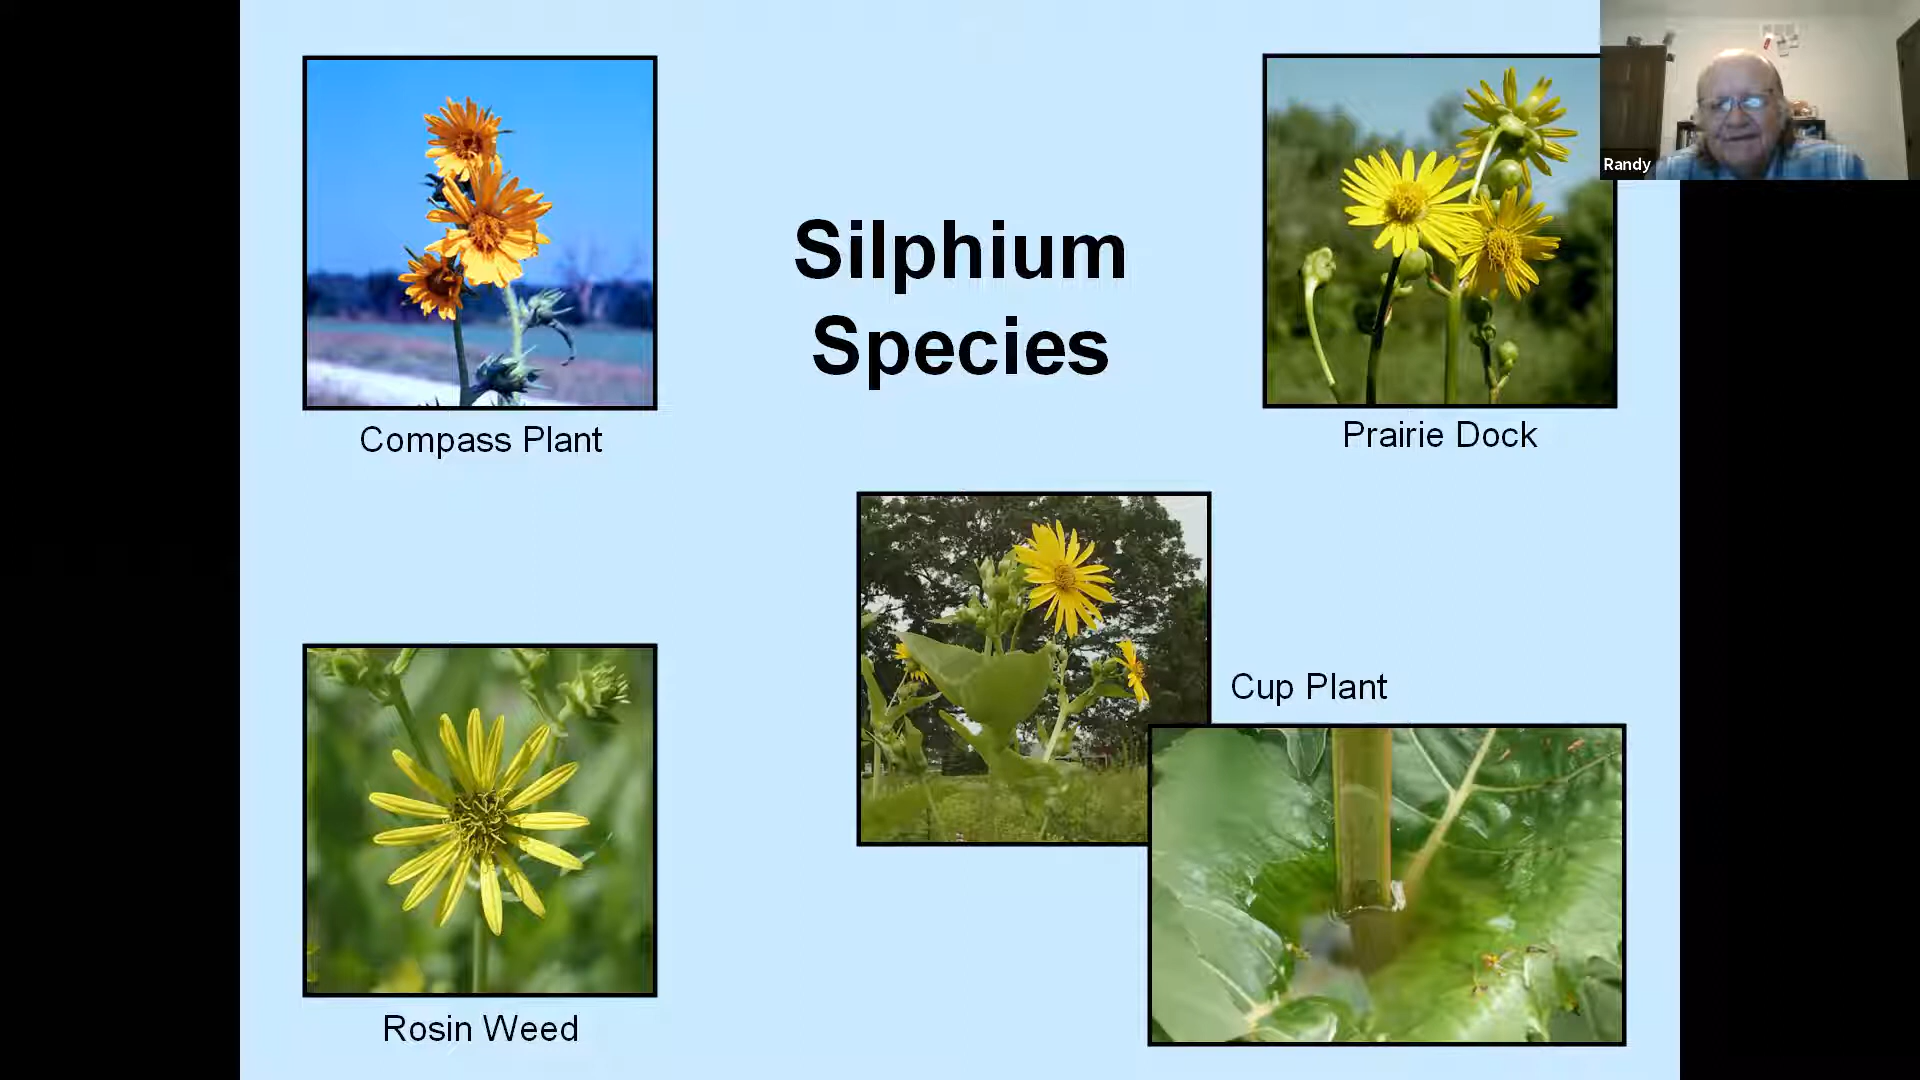 Silphium
Species
Compass Plant
Prairie Dock
Randy
Cup Plant
Rosin Weed